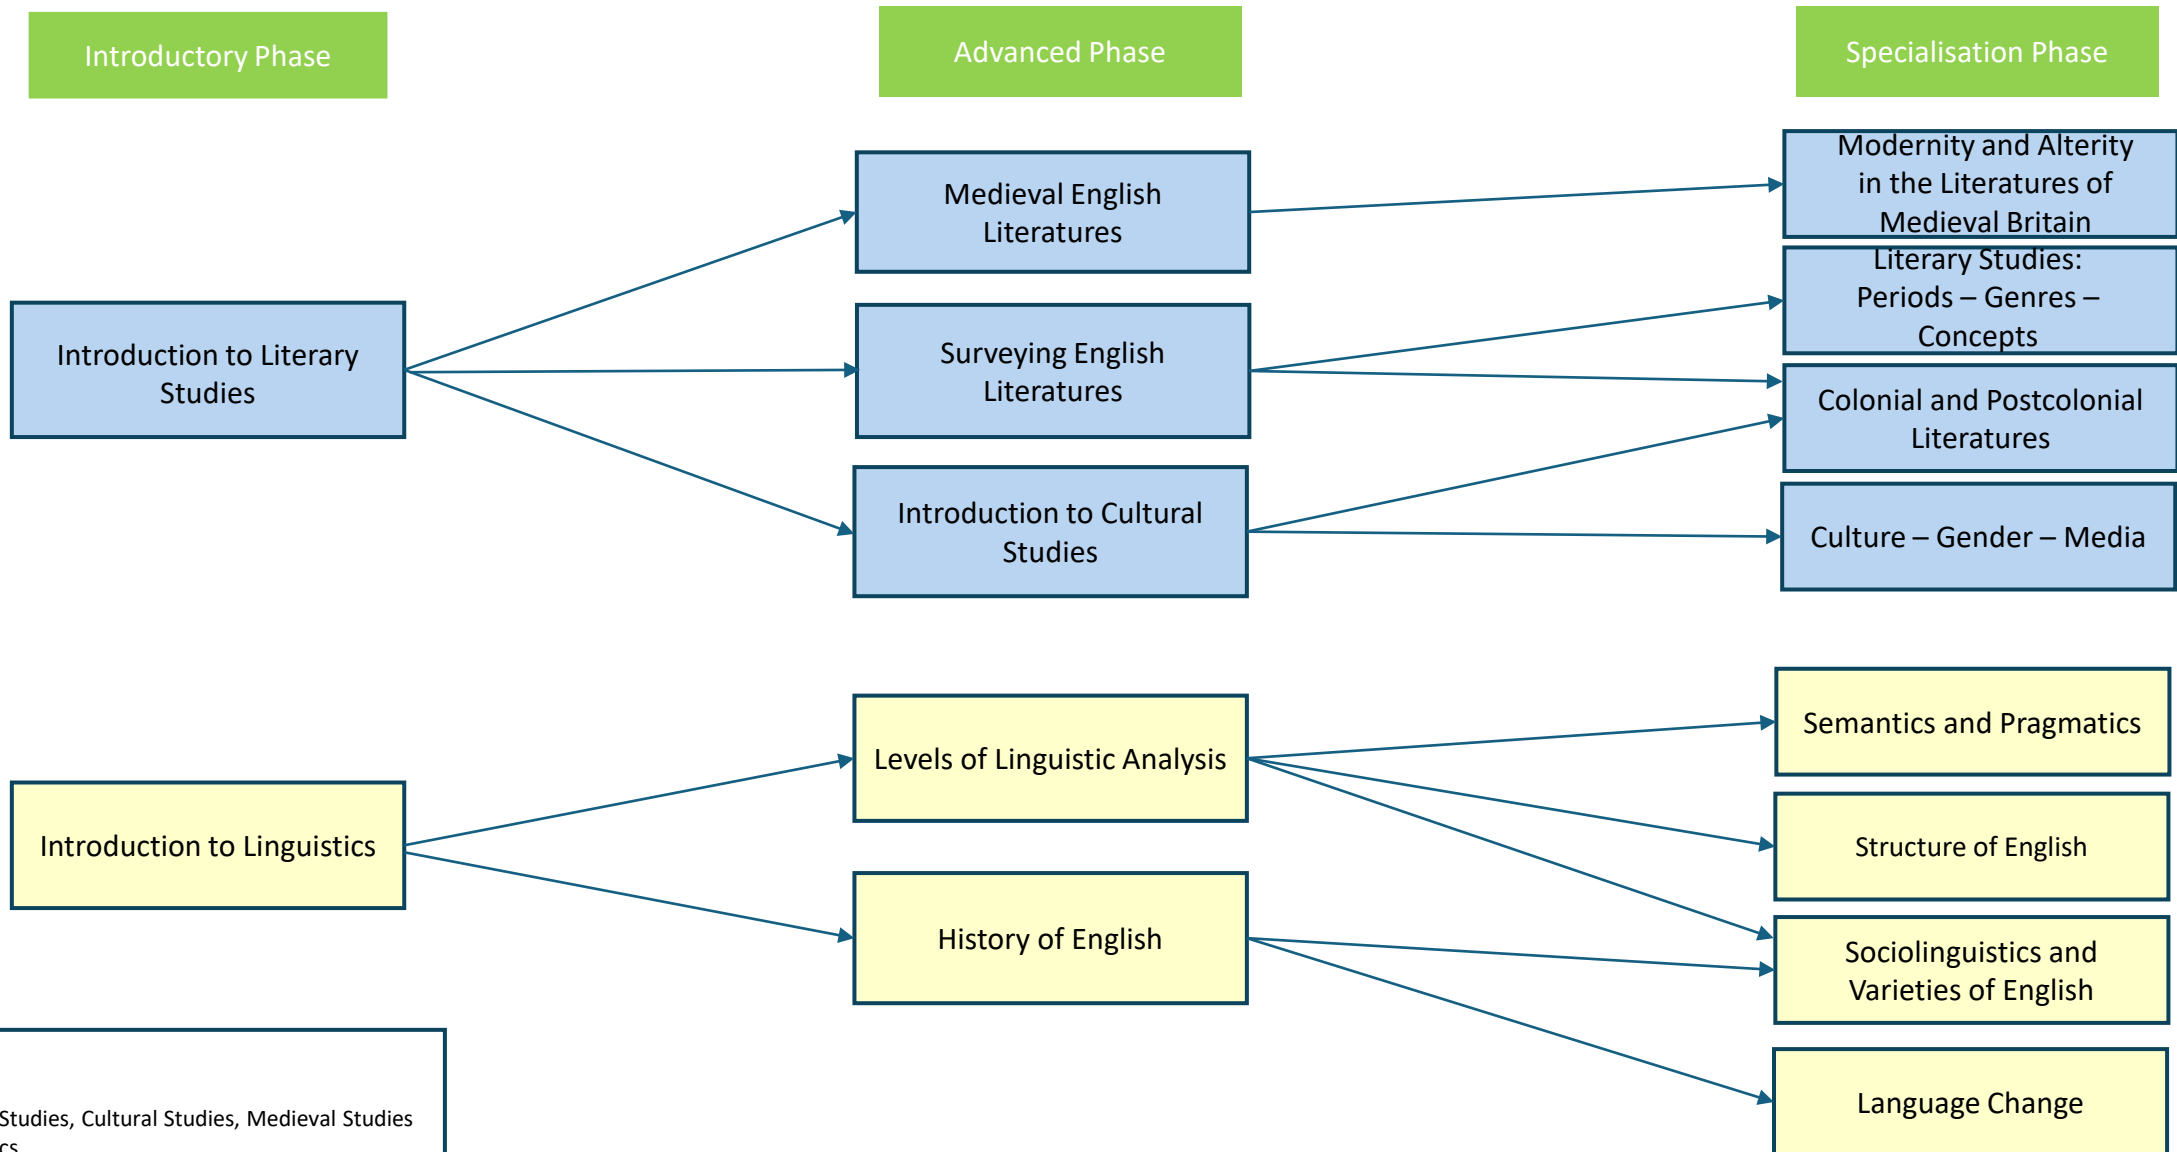 Introductory Phase
Advanced Phase
Specialisation Phase
Introduction to Literary
Studies
Medieval English
Literatures
Surveying English
Literatures
Introduction to Cultural
Studies
Modernity and Alterity
in the Literatures of
Medieval Britain
Literary Studies:
Periods – Genres –
Concepts
Colonial and Postcolonial
Literatures
Culture – Gender – Media
Introduction to Linguistics
Levels of Linguistic Analysis
History of English
Semantics and Pragmatics
Structure of English
Sociolinguistics and
Varieties of English
Language Change
Studies, Cultural Studies, Medieval Studies